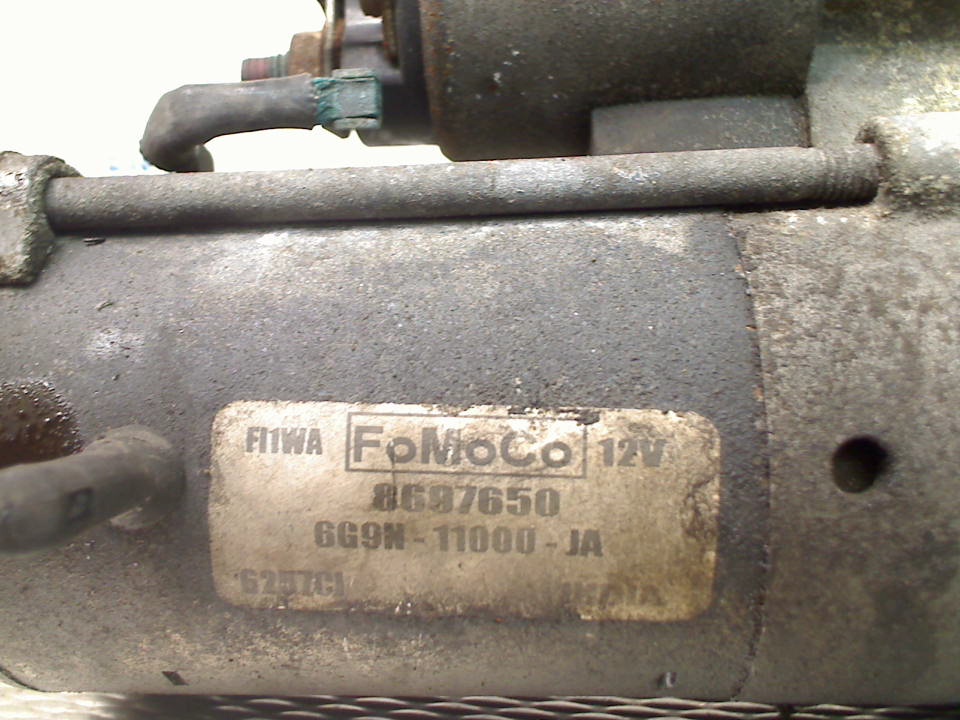 FI1WA FoMoCo 12V
8697650
6G9N - 11000 - JA